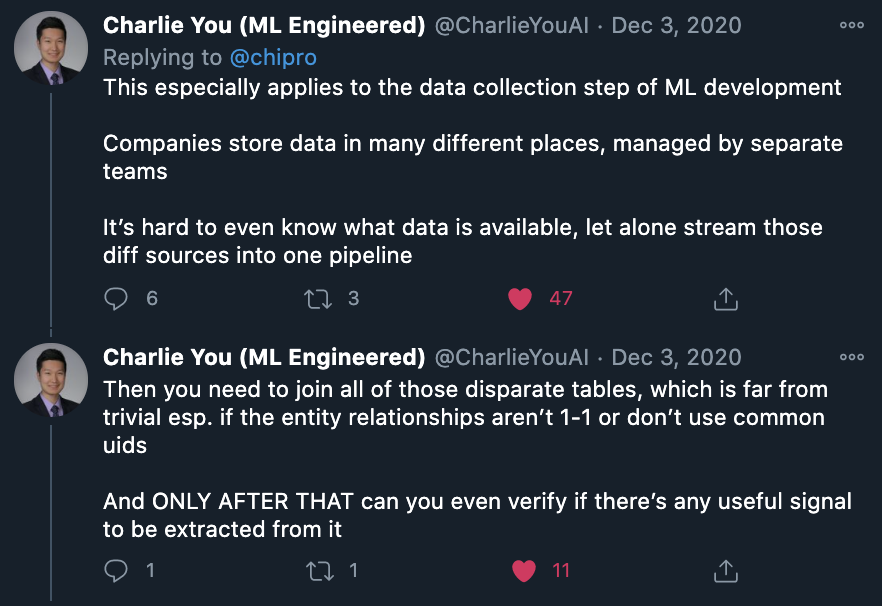 Charlie You (ML Engineered) @CharlieYouAI · Dec 3, 2020
Replying to @chipro
This especially applies to the data collection step of ML development
Companies store data in many different places, managed by separate
teams
It's hard to even know what data is available, let alone stream those
diff sources into one pipeline
6 3 47
Charlie You (ML Engineered) @CharlieYouAI · Dec 3, 2020
Then you need to join all of those disparate tables, which is far from
trivial esp. if the entity relationships aren't 1-1 or don't use common
uids
And ONLY AFTER THAT can you even verify if there's any useful signal
to be extracted from it
1 1 11